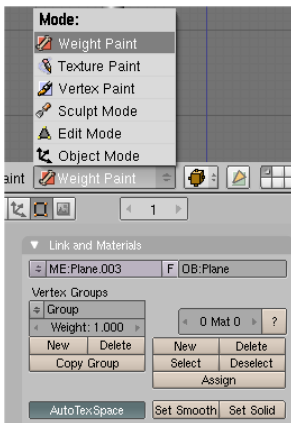 Mode:
Weight Paint
Texture Paint
Vertex Paint
Sculpt Mode
Edit Mode
Object Mode
aint Weight Paint
1
Link and Materials
ME:Plane.003 F OB:Plane
Vertex Groups
Group
Weight: 1.000
0 Mat 0 ?
New Delete New Delete
Copy Group Select Deselect
Assign
AutoTexSpace Set Smooth Set Solid